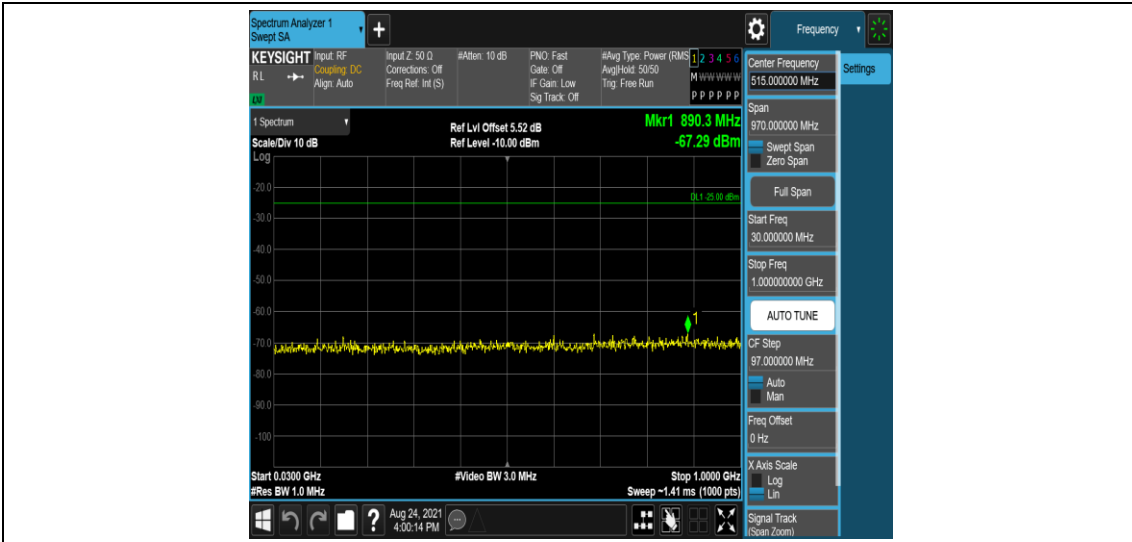 Spectrum Analyzer 1
Swept SA
+
Frequency
KEYSIGHT
RL
LXI
Input: RF
Coupling: DC
Align: Auto
Input Z: 50 Ω
Corrections: Off
Freq Ref: Int (S)
#Atten: 10 dB
PNO: Fast
Gate: Off
IF Gain: Low
Sig Track: Off
#Avg Type: Power (RMS
Avg|Hold: 50/50
Trig: Free Run
1 2 3 4 5 6
M W W W W W
P P P P P P
1 Spectrum
Scale/Div 10 dB
Log
Ref Lvl Offset 5.52 dB
Ref Level -10.00 dBm
Mkr1 890.3 MHz
-67.29 dBm
-20.0
DL1 -25.00 dBm
-30.0
-40.0
-50.0
-60.0
1
-70.0
-80.0
-90.0
-100
Start 0.0300 GHz
#Video BW 3.0 MHz
Stop 1.0000 GHz
#Res BW 1.0 MHz
Sweep ~1.41 ms (1000 pts)
?
Aug 24, 2021
4:00:14 PM
Center Frequency
515.000000 MHz
Settings
Span
970.000000 MHz
Swept Span
Zero Span
Full Span
Start Freq
30.000000 MHz
Stop Freq
1.000000000 GHz
AUTO TUNE
CF Step
97.000000 MHz
Auto
Man
Freq Offset
0 Hz
X Axis Scale
Log
Lin
Signal Track
(Span Zoom)